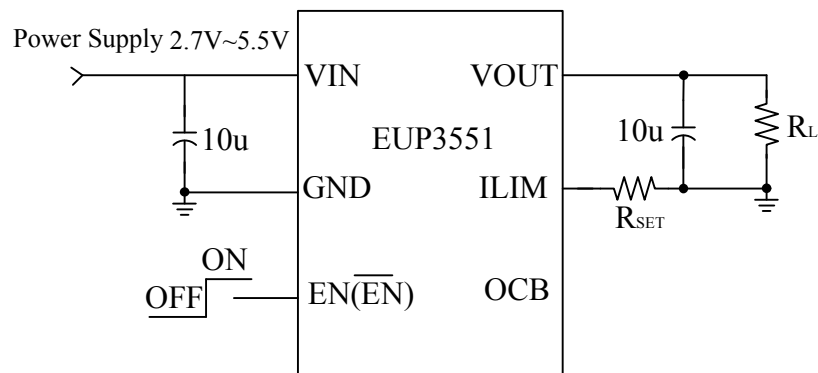 Power Supply 2.7V~5.5V
VIN
VOUT
10u
EUP3551
10u
RL
GND
ILIM
RSET
ON
OFF
EN(EN)
OCB